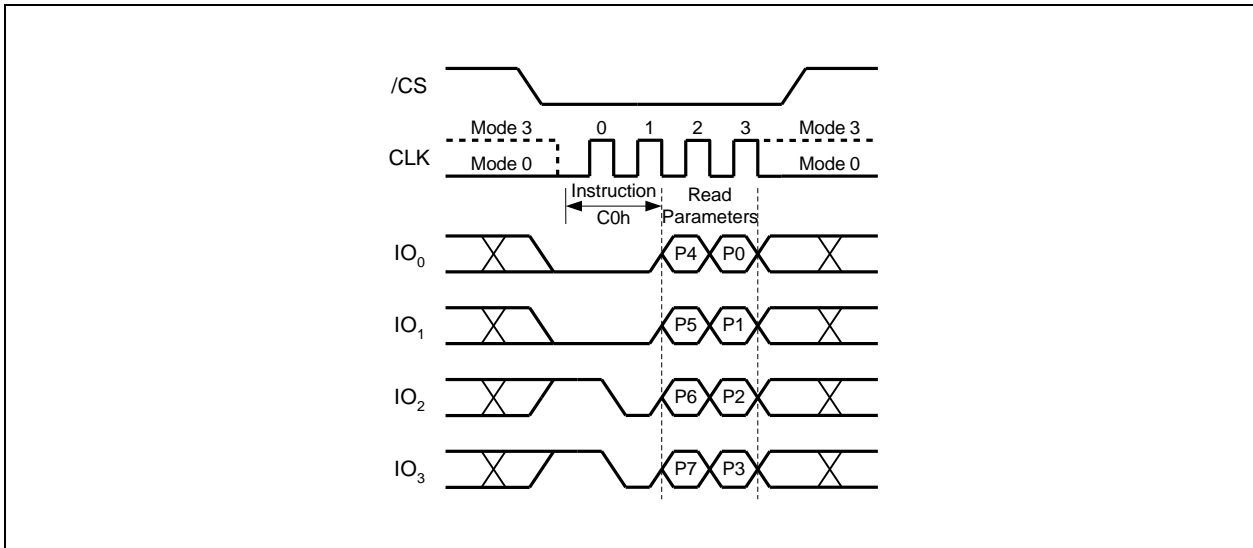 /CS
Mode 3 0 1 2 3 Mode 3
CLK Mode 0 Mode 0
Instruction Read
C0h Parameters
IO0 P4 P0
IO1 P5 P1
IO2 P6 P2
IO3 P7 P3